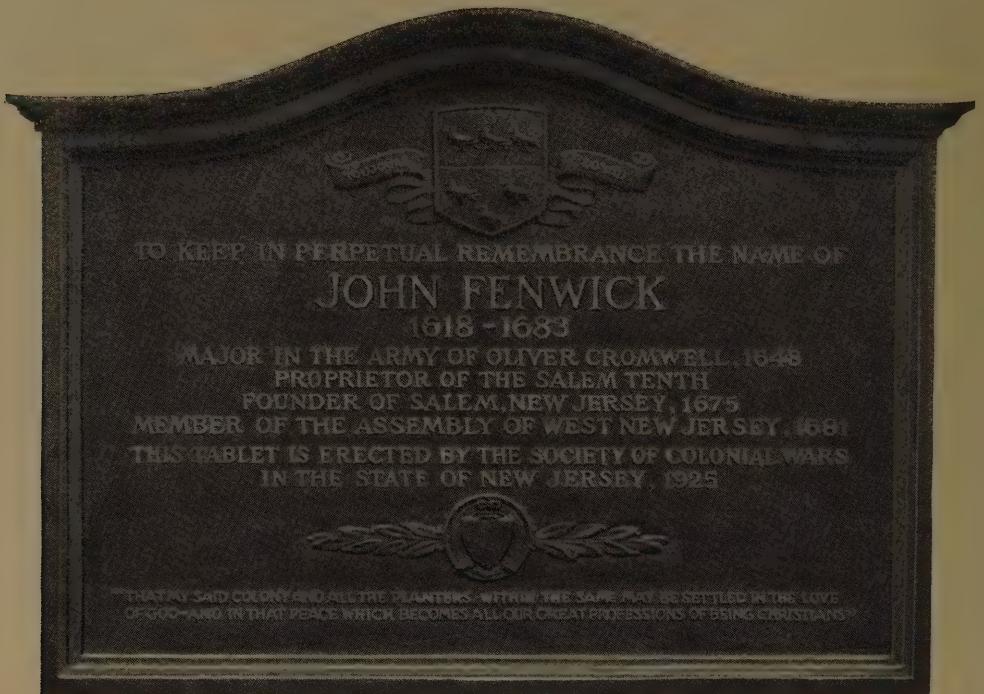 TO KEEP IN PERPETUAL REMEMBRANCE THE NAME OF
JOHN FENWICK
1618 - 1683
MAJOR IN THE ARMY OF OLIVER CROMWELL, 1648
PROPRIETOR OF THE SALEM TENTH
FOUNDER OF SALEM, NEW JERSEY, 1675
MEMBER OF THE ASSEMBLY OF WEST NEW JERSEY, 1681
THIS TABLET IS ERECTED BY THE SOCIETY OF COLONIAL WARS
IN THE STATE OF NEW JERSEY, 1925
"THAT MY SAID COLONY AND ALL THE PLANTERS WITHIN THE SAME MAY BE SETTLED IN THE LOVE
OF GOD—AND IN THAT PEACE WHICH BECOMES ALL OUR GREAT PROFESSIONS OF BEING CHRISTIANS"